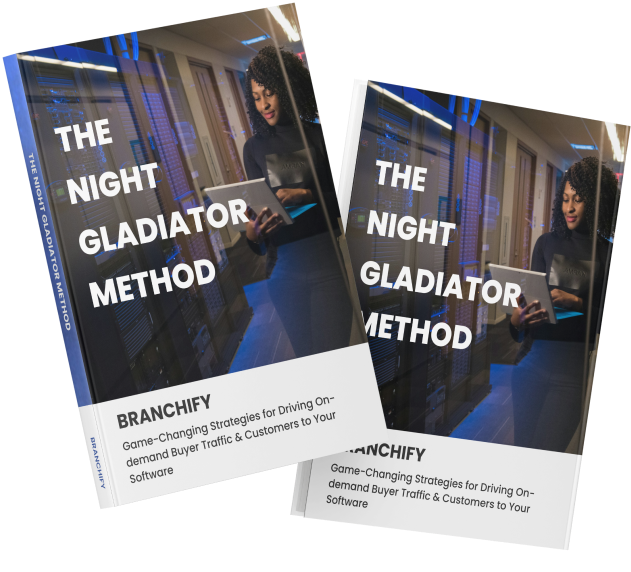 THE NIGHT GLADIATOR METHOD
BRANCHIFY
THE
NIGHT
GLADIATOR
METHOD
BRANCHIFY
Game-Changing Strategies for Driving On-
demand Buyer Traffic & Customers to Your
Software
THE
NIGHT
GLADIATOR
METHOD
BRANCHIFY
Game-Changing Strategies for Driving On-
demand Buyer Traffic & Customers to Your
Software